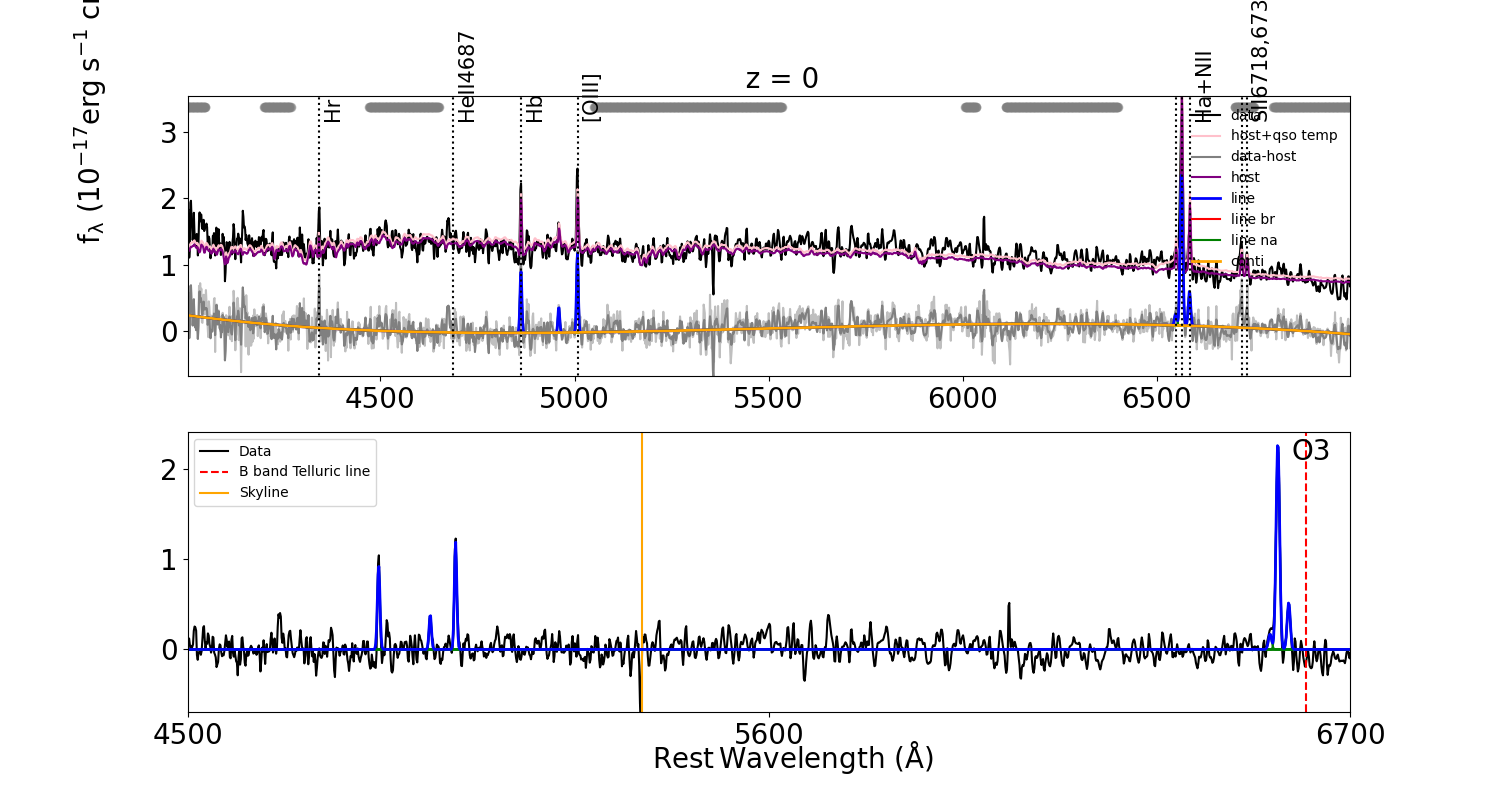 z = 0
fλ (10−17erg s−1 c
Hr
HeII4687
Hb
[OIII]
Ha+NII
SII6718,673
3
2
1
0
data
host+qso temp
data-host
host
line
line br
line na
conti
4500 5000 5500 6000 6500
Data
B band Telluric line
Skyline
O3
2
1
0
4500 5600 6700
Rest Wavelength (Å)